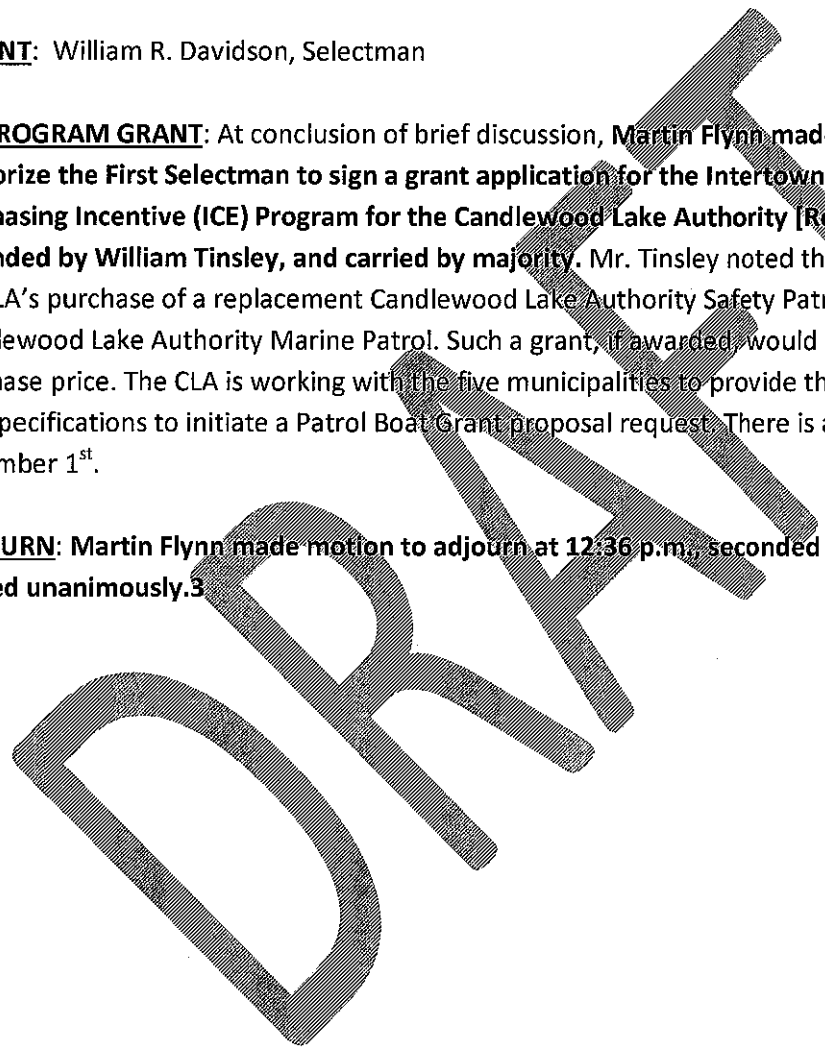 NT: William R. Davidson, Selectman
ROGRAM GRANT: At conclusion of brief discussion, Martin Flynn mad
orize the First Selectman to sign a grant application for the Intertown
hasing Incentive (ICE) Program for the Candlewood Lake Authority [Re
nded by William Tinsley, and carried by majority. Mr. Tinsley noted th
LA's purchase of a replacement Candlewood Lake Authority Safety Patr
lewood Lake Authority Marine Patrol. Such a grant, if awarded, would
hase price. The CLA is working with the five municipalities to provide th
specifications to initiate a Patrol Boat Grant proposal request. There is a
mber 1st.
URN: Martin Flynn made motion to adjourn at 12:36 p.m., seconded
ed unanimously.3
DRAFT